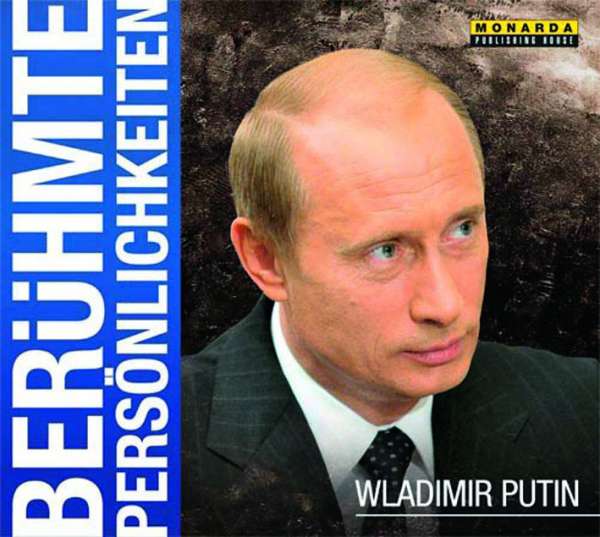 BERÜHMTE
PERSÖNLICHKEITEN
MONARDA
PUBLISHING HOUSE
WLADIMIR PUTIN